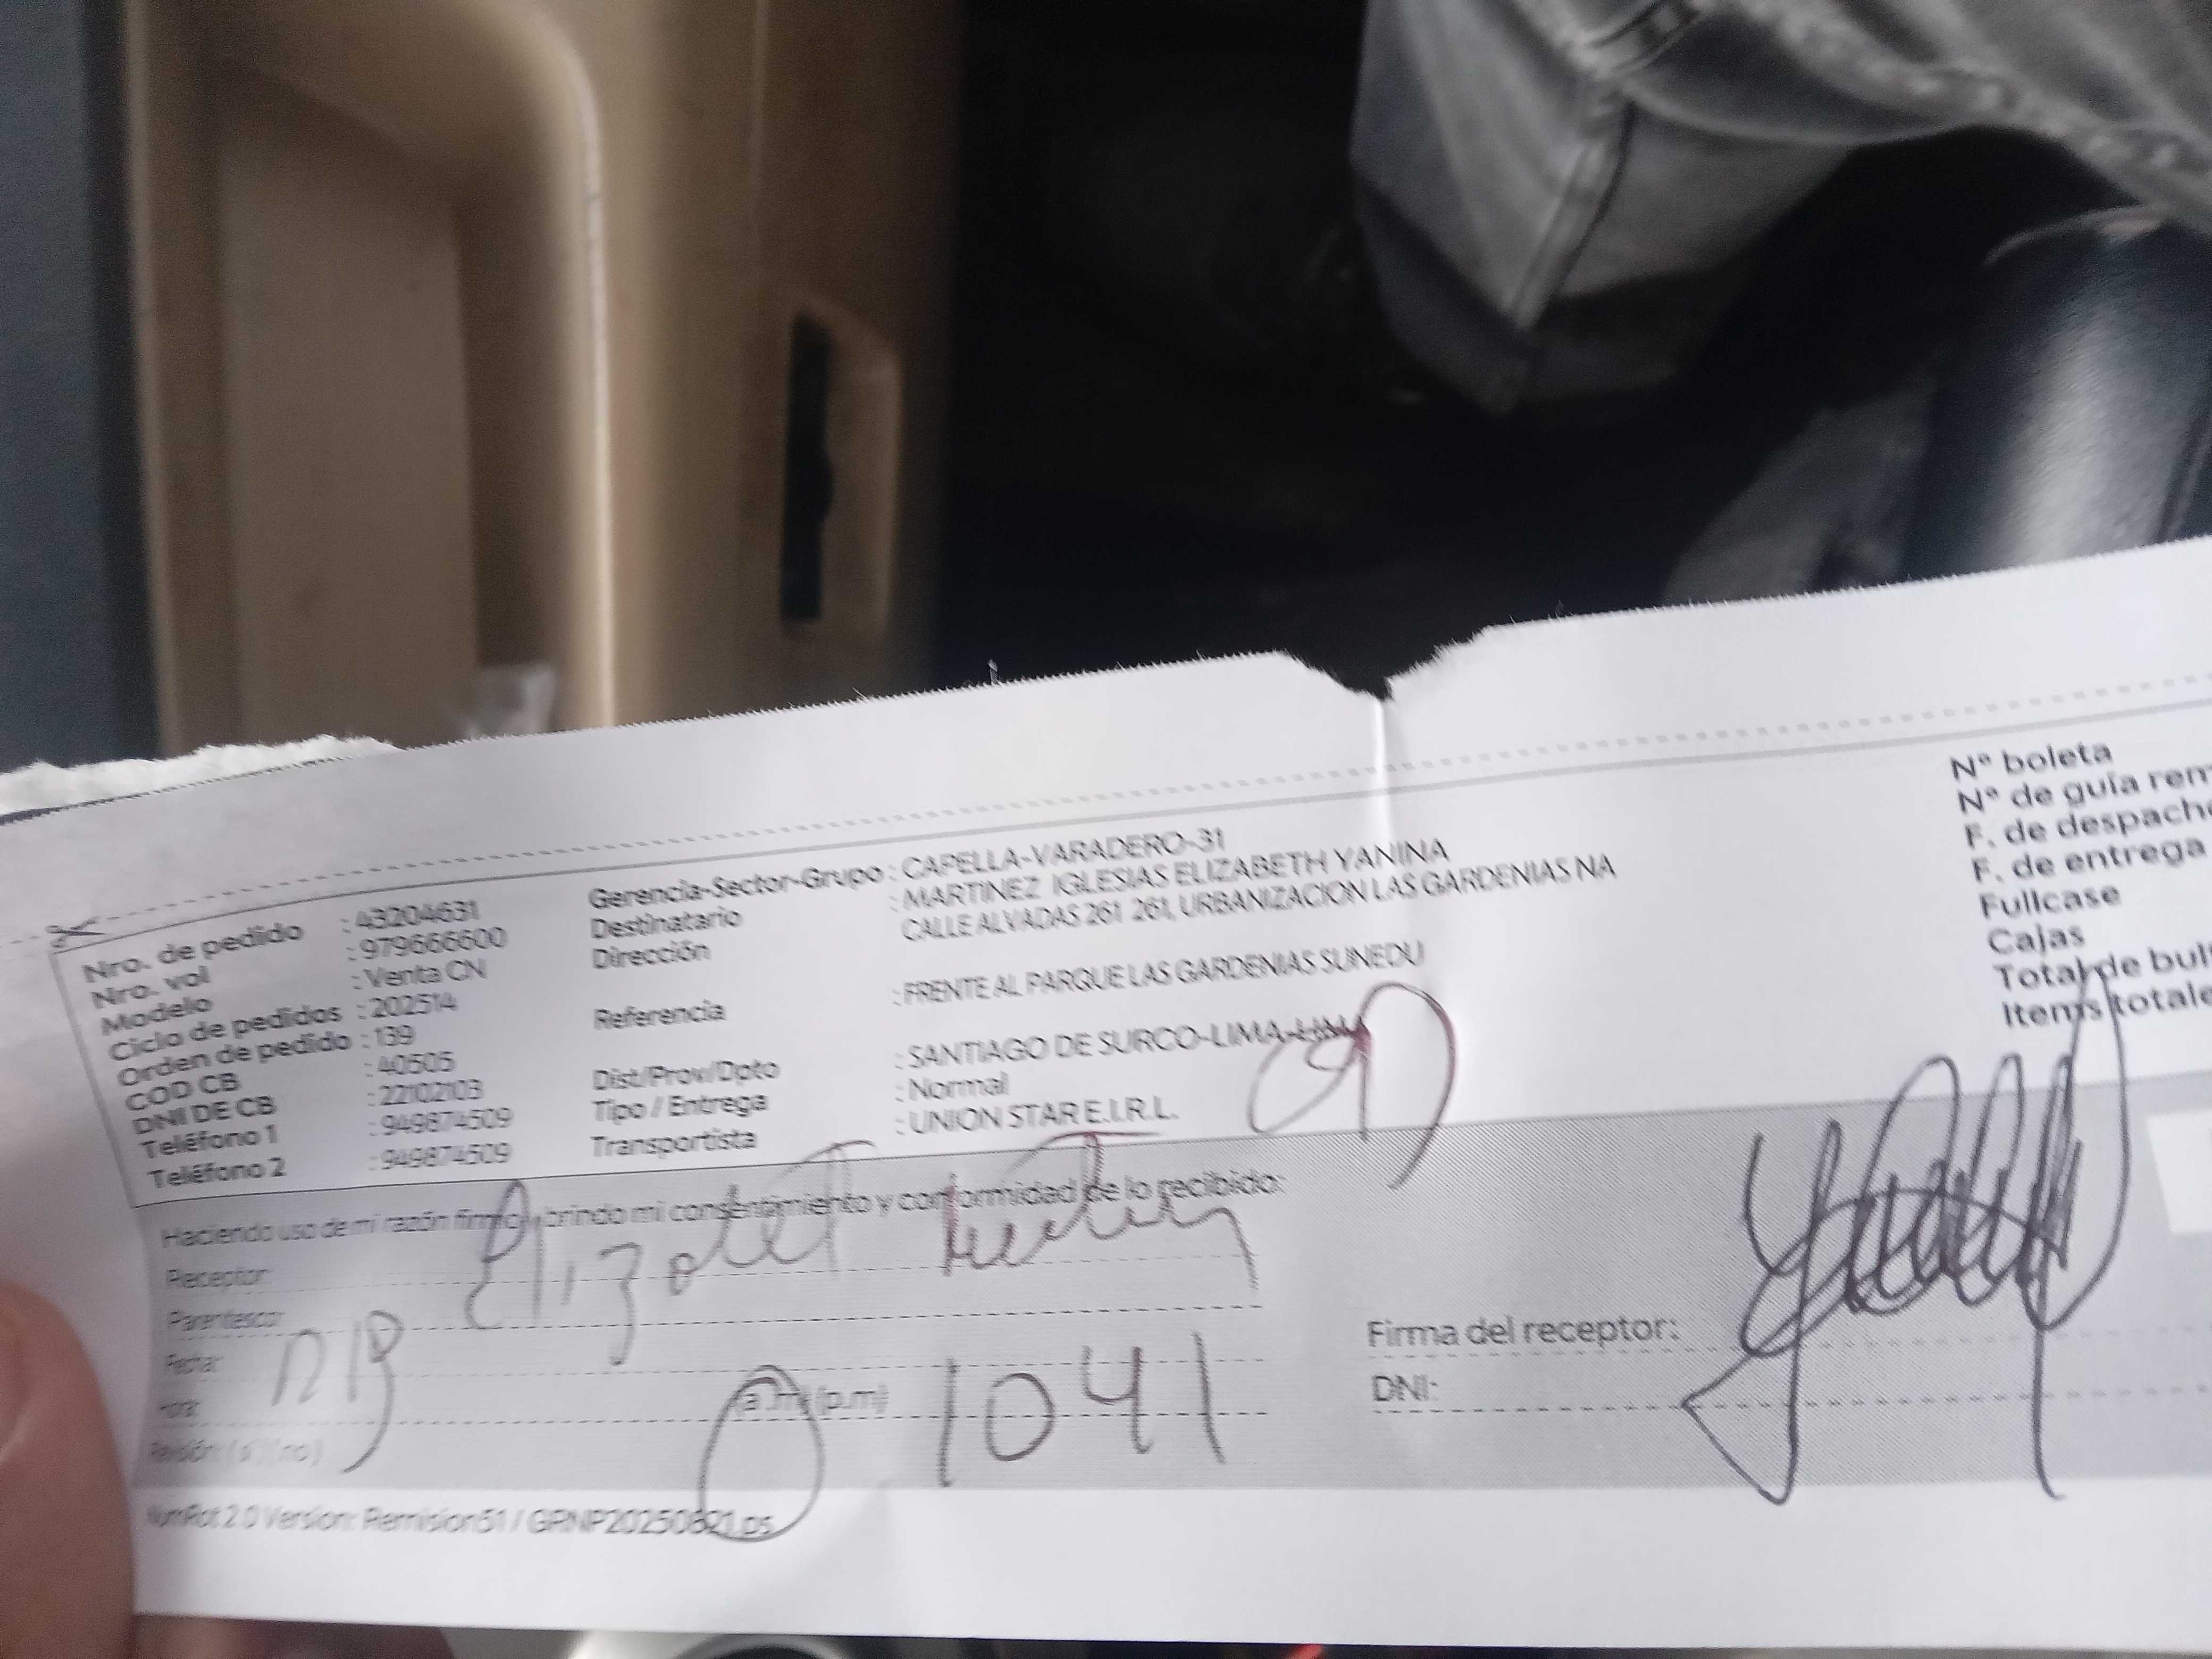 Nro. de pedido : 43204631
Nro. vol : 979666600
Modelo : Venta CN
Ciclo de pedidos : 202514
Orden de pedido : 139
COD CB : 40505
DNI DE CB : 22102103
Teléfono 1 : 949874509
Teléfono 2 : 949874509
Gerencia-Sector-Grupo : CAPELLA-VARADERO-31
Destinatario : MARTINEZ IGLESIAS ELIZABETH YANINA
Dirección CALLE ALVADAS 261 261, URBANIZACION LAS GARDENIAS NA
Referencia : FRENTE AL PARQUE LAS GARDENIAS SUNEDU
Dist/Prov/Dpto : SANTIAGO DE SURCO-LIMA-LIMA
Tipo / Entrega : Normal
Transportista : UNION STAR E.I.R.L.
Nº boleta
Nº de guía rem
F. de despacho
F. de entrega
Fullcase
Cajas
Total de bult
Items totale
Haciendo uso de mi razón firmo, brindo mi consentimiento y conformidad de lo recibido:
Receptor:
Parentesco:
Fecha:
Hora: (a.m) (p.m) 1041
Revisión: ( si ) ( no )
Firma del receptor:
DNI:
NumRot 2.0 Version: Remision51 / GRNP20250821.ps